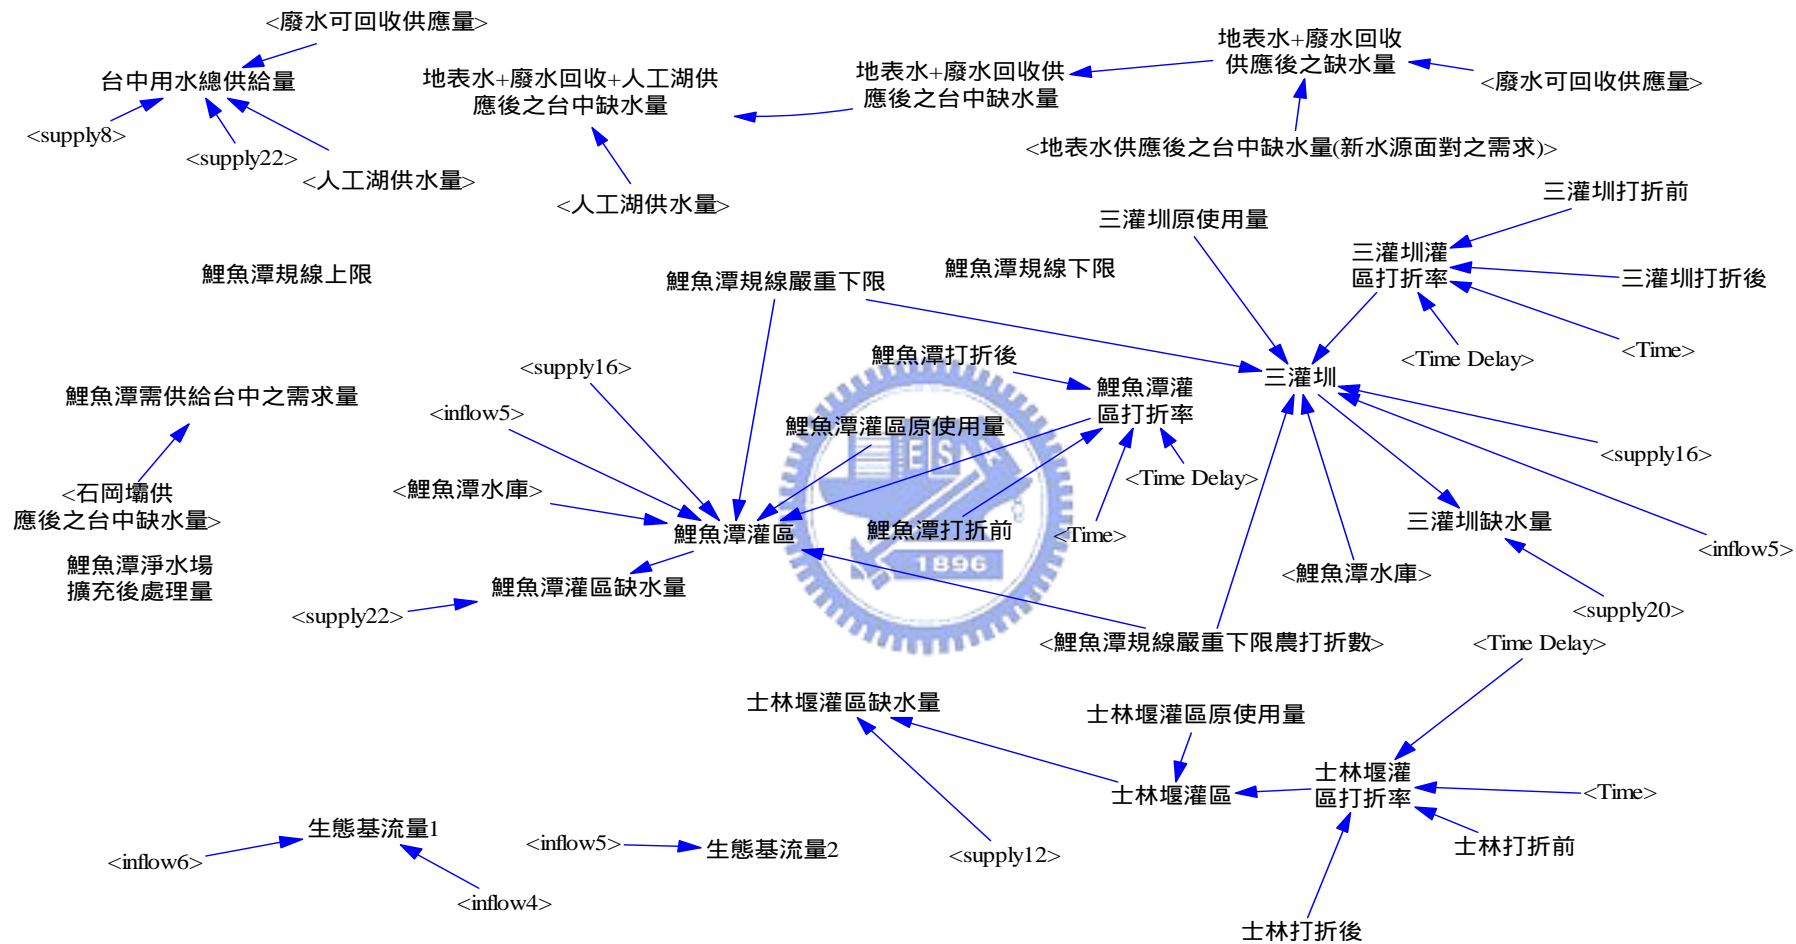 <廢水可回收供應量>
台中用水總供給量
<supply8>
<supply22>
<人工湖供水量>
地表水+廢水回收+人工湖供
應後之台中缺水量
<人工湖供水量>
地表水+廢水回收供
應後之台中缺水量
地表水+廢水回收
供應後之缺水量
<廢水可回收供應量>
<地表水供應後之台中缺水量(新水源面對之需求)>
三灌圳打折前
三灌圳原使用量
三灌圳灌
區打折率
三灌圳打折後
鯉魚潭規線上限
鯉魚潭規線嚴重下限
鯉魚潭規線下限
<Time Delay>
<Time>
<supply16>
鯉魚潭打折後
鯉魚潭灌
區打折率
三灌圳
鯉魚潭需供給台中之需求量
<inflow5>
鯉魚潭灌區原使用量
<supply16>
<Time Delay>
<石岡壩供
應後之台中缺水量>
<鯉魚潭水庫>
鯉魚潭灌區
鯉魚潭打折前
<Time>
三灌圳缺水量
<inflow5>
鯉魚潭淨水場
擴充後處理量
1896
ES
<鯉魚潭水庫>
鯉魚潭灌區缺水量
<supply22>
<supply20>
<鯉魚潭規線嚴重下限農打折數>
<Time Delay>
士林堰灌區缺水量
士林堰灌區原使用量
士林堰灌區
士林堰灌
區打折率
<Time>
生態基流量1
<inflow6>
<inflow4>
<inflow5>
生態基流量2
<supply12>
士林打折前
士林打折後